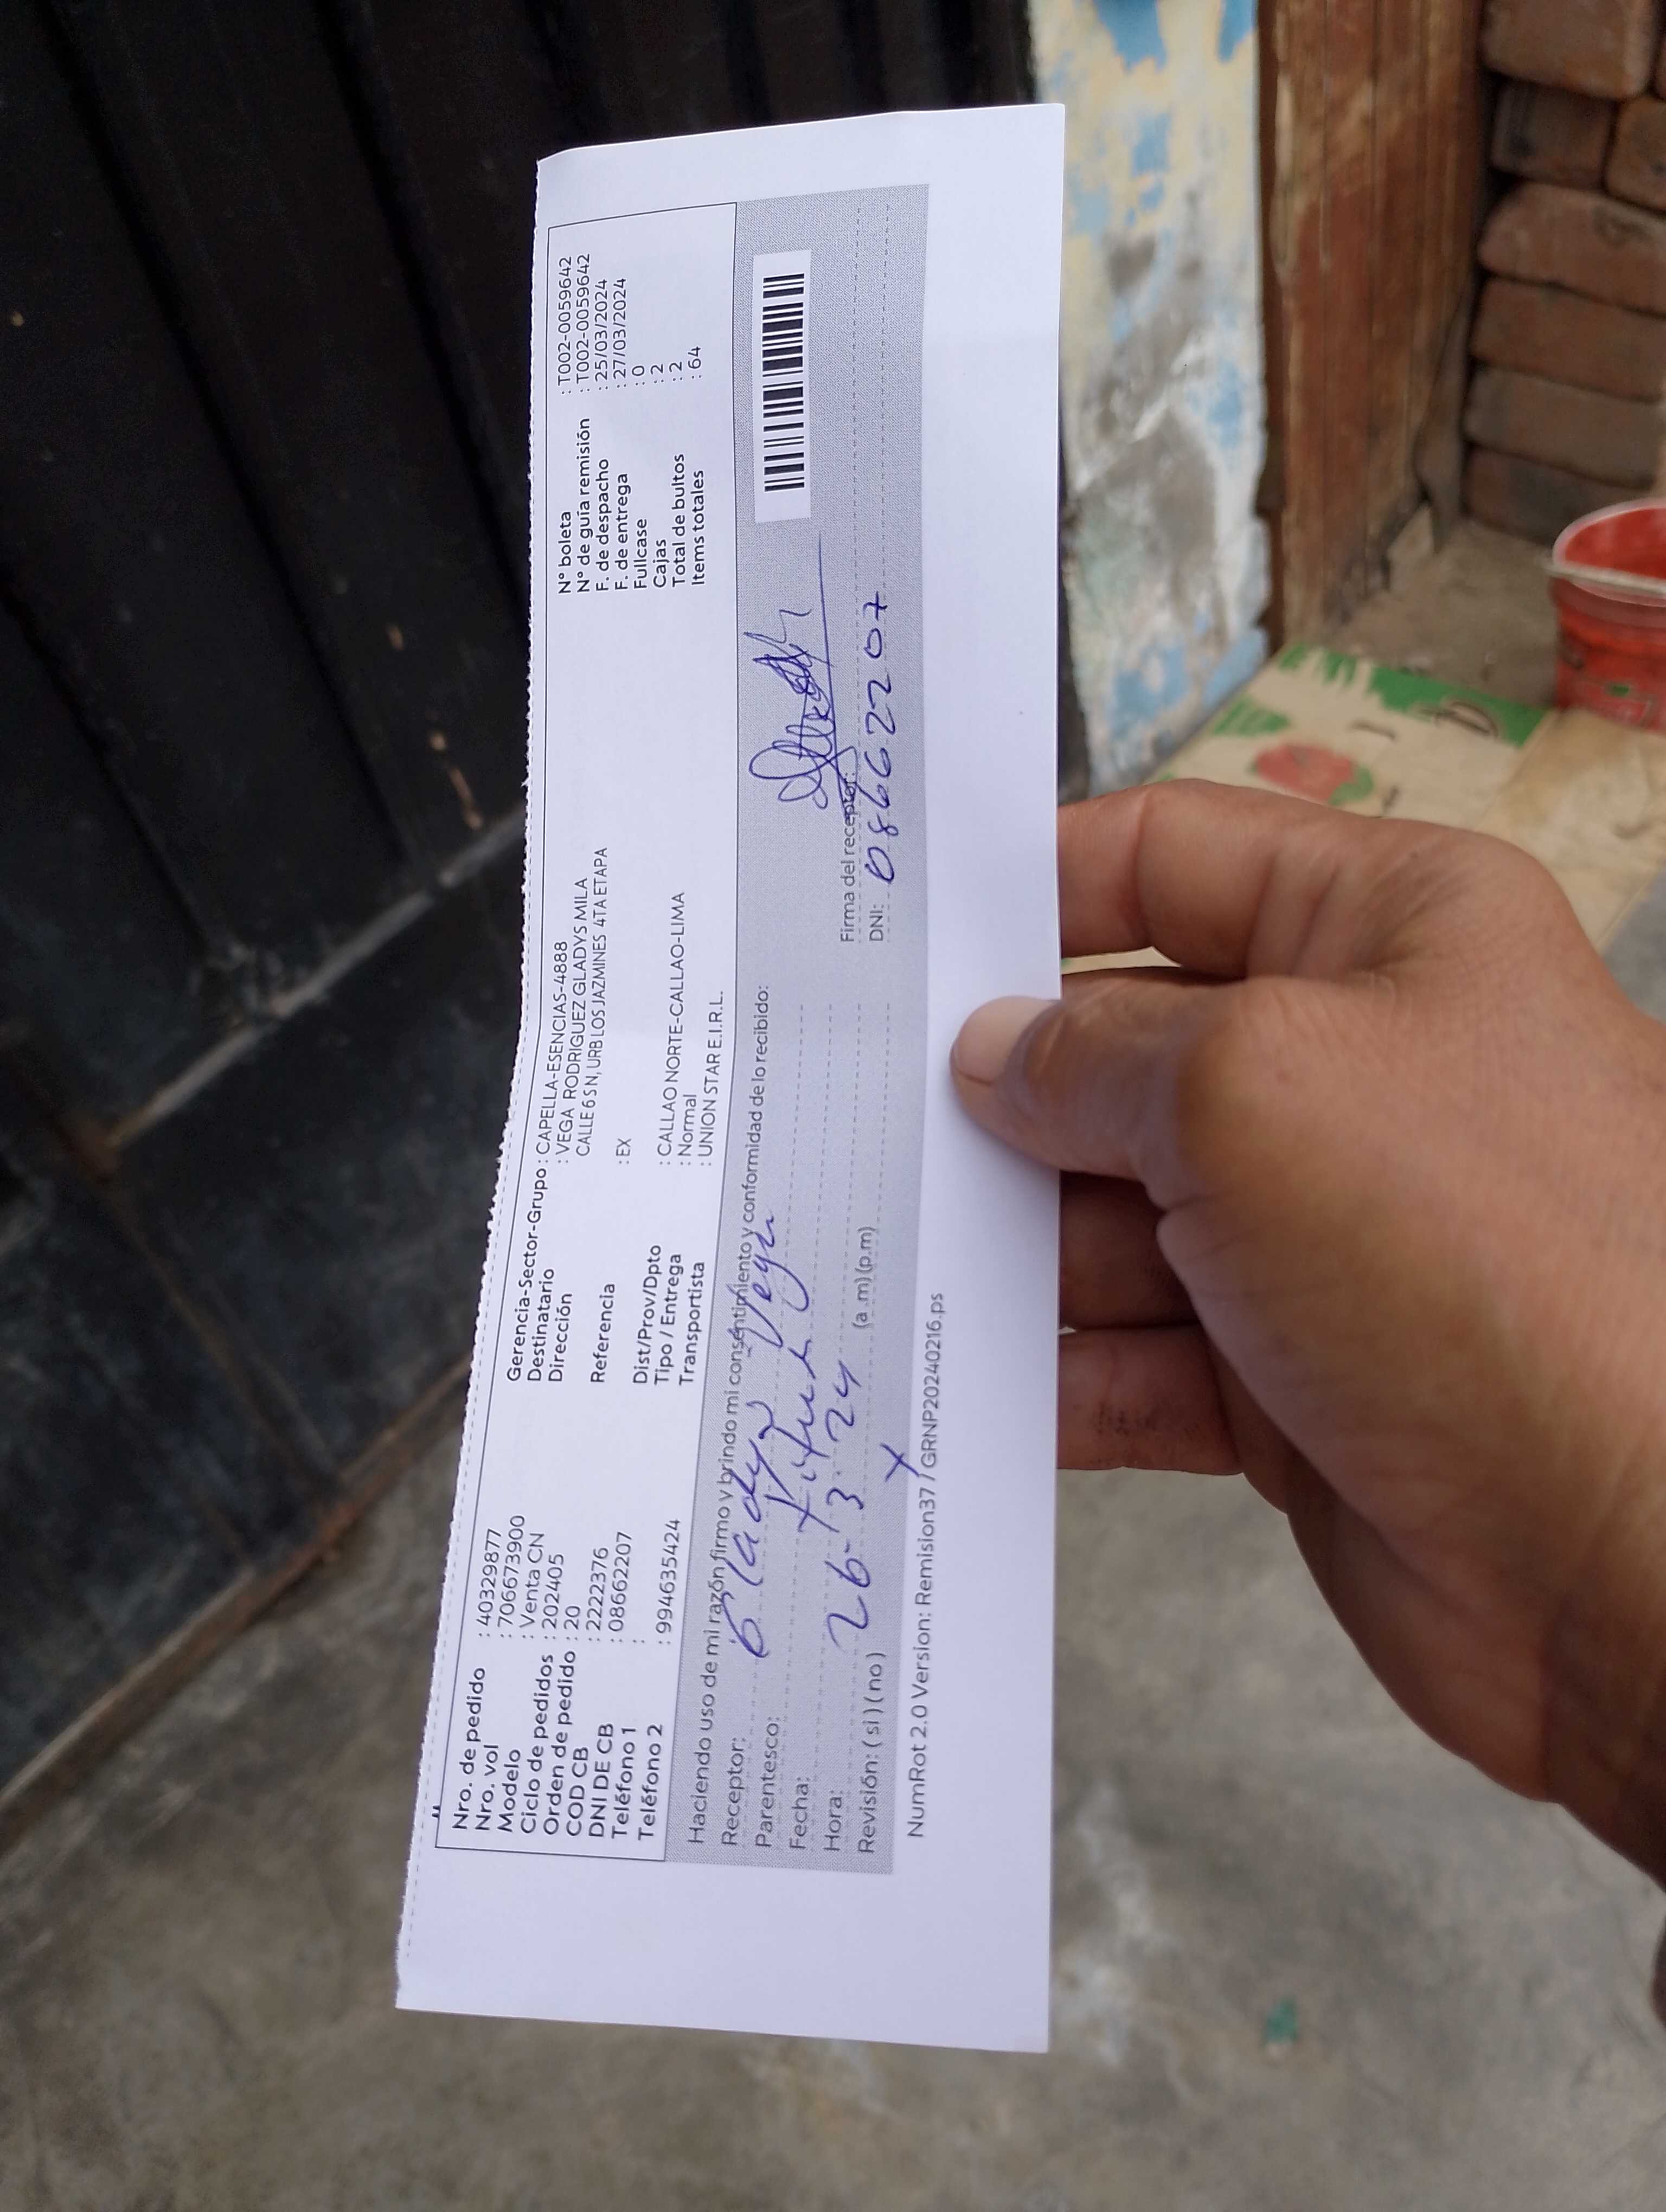 Nro. de pedido : 40329877
Nro. vol : 706673900
Modelo : Venta CN
Ciclo de pedidos : 202405
Orden de pedido : 20
COD CB : 2222376
DNI DE CB : 08662207
Teléfono 1 :
Teléfono 2 : 994635424
Gerencia-Sector-Grupo : CAPELLA-ESENCIAS-4888
Destinatario : VEGA RODRIGUEZ GLADYS MILA
Dirección CALLE 6 S N, URB LOS JAZMINES 4TA ETAPA
Referencia : EX
Dist/Prov/Dpto : CALLAO NORTE-CALLAO-LIMA
Tipo / Entrega : Normal
Transportista : UNION STAR E.I.R.L.
N° boleta : T002-0059642
N° de guía remisión : T002-0059642
F. de despacho : 25/03/2024
F. de entrega : 27/03/2024
Fullcase : 0
Cajas : 2
Total de bultos : 2
Items totales : 64
Haciendo uso de mi razón firmo y brindo mi consentimiento y conformidad de lo recibido:
Receptor: Gladys Vega
Parentesco: Titular
Fecha: 26-3-24
Hora: (a.m)(p.m)
Revisión: (si)(no) X
Firma del receptor:
DNI: 08662207
NumRot 2.0 Version: Remision37 / GRNP20240216.ps